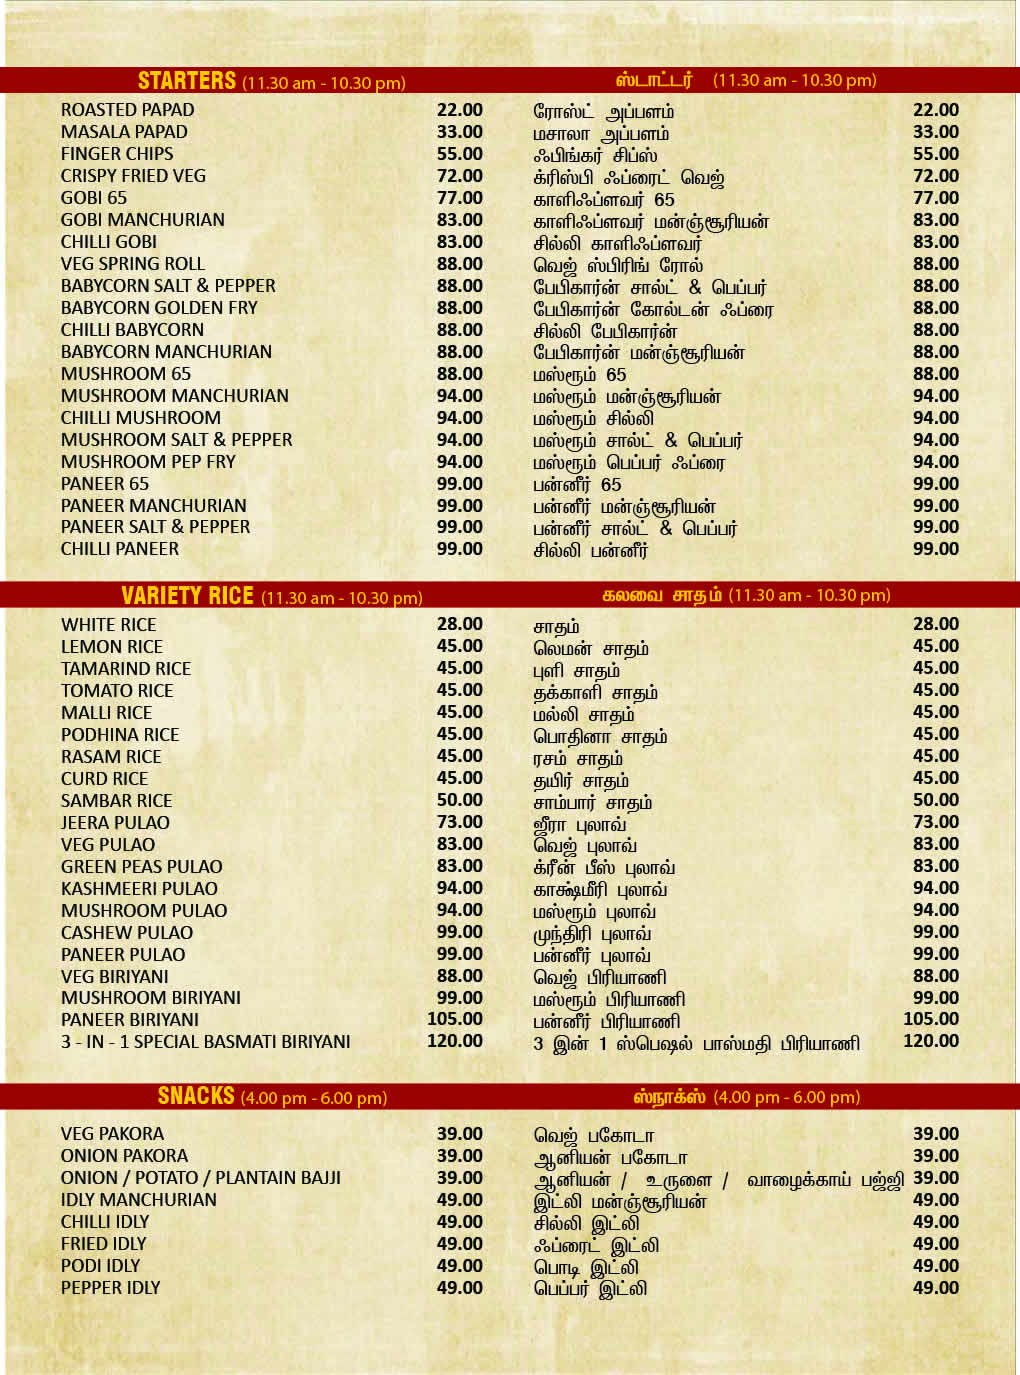 STARTERS (11.30 am - 10.30 pm) ஸ்டாட்டர் (11.30 am - 10.30 pm)
ROASTED PAPAD 22.00 ரோஸ்ட் அப்பளம் 22.00
MASALA PAPAD 33.00 மசாலா அப்பளம் 33.00
FINGER CHIPS 55.00 ஃபிங்கர் சிப்ஸ் 55.00
CRISPY FRIED VEG 72.00 க்ரிஸ்பி ஃப்ரைட் வெஜ் 72.00
GOBI 65 77.00 காளிஃப்ளவர் 65 77.00
GOBI MANCHURIAN 83.00 காளிஃப்ளவர் மன்ஞ்சூரியன் 83.00
CHILLI GOBI 83.00 சில்லி காளிஃப்ளவர் 83.00
VEG SPRING ROLL 88.00 வெஜ் ஸ்பிரிங் ரோல் 88.00
BABYCORN SALT & PEPPER 88.00 பேபிகார்ன் சால்ட் & பெப்பர் 88.00
BABYCORN GOLDEN FRY 88.00 பேபிகார்ன் கோல்டன் ஃப்ரை 88.00
CHILLI BABYCORN 88.00 சில்லி பேபிகார்ன் 88.00
BABYCORN MANCHURIAN 88.00 பேபிகார்ன் மன்ஞ்சூரியன் 88.00
MUSHROOM 65 88.00 மஸ்ரூம் 65 88.00
MUSHROOM MANCHURIAN 94.00 மஸ்ரூம் மன்ஞ்சூரியன் 94.00
CHILLI MUSHROOM 94.00 மஸ்ரூம் சில்லி 94.00
MUSHROOM SALT & PEPPER 94.00 மஸ்ரூம் சால்ட் & பெப்பர் 94.00
MUSHROOM PEP FRY 94.00 மஸ்ரூம் பெப்பர் ஃப்ரை 94.00
PANEER 65 99.00 பன்னீர் 65 99.00
PANEER MANCHURIAN 99.00 பன்னீர் மன்ஞ்சூரியன் 99.00
PANEER SALT & PEPPER 99.00 பன்னீர் சால்ட் & பெப்பர் 99.00
CHILLI PANEER 99.00 சில்லி பன்னீர் 99.00
VARIETY RICE (11.30 am - 10.30 pm) கலவை சாதம் (11.30 am - 10.30 pm)
WHITE RICE 28.00 சாதம் 28.00
LEMON RICE 45.00 லெமன் சாதம் 45.00
TAMARIND RICE 45.00 புளி சாதம் 45.00
TOMATO RICE 45.00 தக்காளி சாதம் 45.00
MALLI RICE 45.00 மல்லி சாதம் 45.00
PODHINA RICE 45.00 பொதினா சாதம் 45.00
RASAM RICE 45.00 ரசம் சாதம் 45.00
CURD RICE 45.00 தயிர் சாதம் 45.00
SAMBAR RICE 50.00 சாம்பார் சாதம் 50.00
JEERA PULAO 73.00 ஜீரா புலாவ் 73.00
VEG PULAO 83.00 வெஜ் புலாவ் 83.00
GREEN PEAS PULAO 83.00 க்ரீன் பீஸ் புலாவ் 83.00
KASHMEERI PULAO 94.00 காக்ஷ்மீரி புலாவ் 94.00
MUSHROOM PULAO 94.00 மஸ்ரூம் புலாவ் 94.00
CASHEW PULAO 99.00 முந்திரி புலாவ் 99.00
PANEER PULAO 99.00 பன்னீர் புலாவ் 99.00
VEG BIRIYANI 88.00 வெஜ் பிரியாணி 88.00
MUSHROOM BIRIYANI 99.00 மஸ்ரூம் பிரியாணி 99.00
PANEER BIRIYANI 105.00 பன்னீர் பிரியாணி 105.00
3 - IN - 1 SPECIAL BASMATI BIRIYANI 120.00 3 இன் 1 ஸ்பெஷல் பாஸ்மதி பிரியாணி 120.00
SNACKS (4.00 pm - 6.00 pm) ஸ்நாக்ஸ் (4.00 pm - 6.00 pm)
VEG PAKORA 39.00 வெஜ் பகோடா 39.00
ONION PAKORA 39.00 ஆனியன் பகோடா 39.00
ONION / POTATO / PLANTAIN BAJJI 39.00 ஆனியன் / உருளை / வாழைக்காய் பஜ்ஜி 39.00
IDLY MANCHURIAN 49.00 இட்லி மன்ஞ்சூரியன் 49.00
CHILLI IDLY 49.00 சில்லி இட்லி 49.00
FRIED IDLY 49.00 ஃப்ரைட் இட்லி 49.00
PODI IDLY 49.00 பொடி இட்லி 49.00
PEPPER IDLY 49.00 பெப்பர் இட்லி 49.00